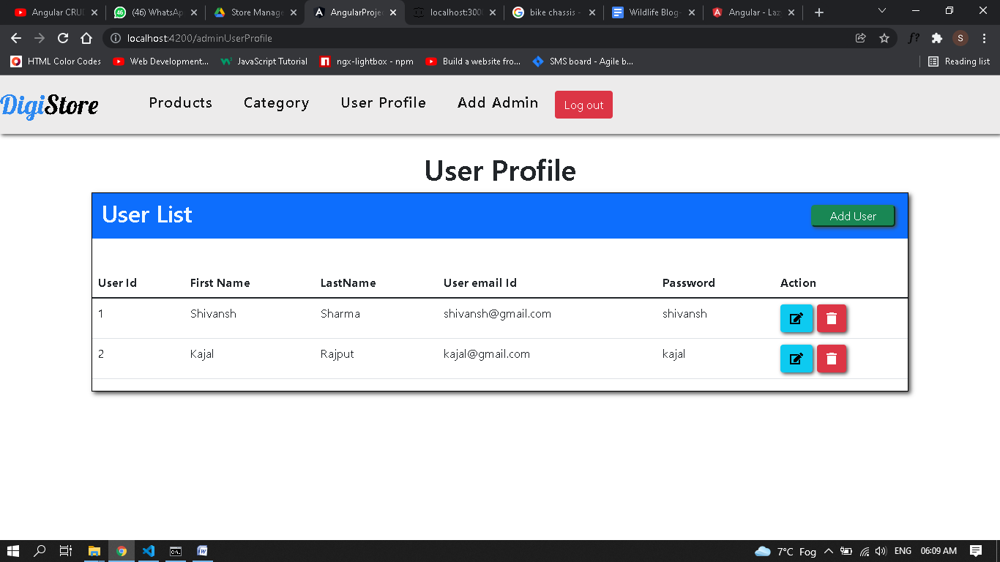 Angular CRUD
(46) WhatsAp
Store Manage
AngularProje
localhost:3000
bike chassis -
Wildlife Blog-
Angular - Laz
localhost:4200/adminUserProfile
S
HTML Color Codes
Web Development...
JavaScript Tutorial
ngx-lightbox - npm
Build a website fro...
SMS board - Agile b...
Reading list
DigiStore
Products
Category
User Profile
Add Admin
Log out
User Profile
User List
Add User
User Id First Name LastName User email Id Password Action
1 Shivansh Sharma shivansh@gmail.com shivansh
2 Kajal Rajput kajal@gmail.com kajal
7°C Fog
ENG
06:09 AM